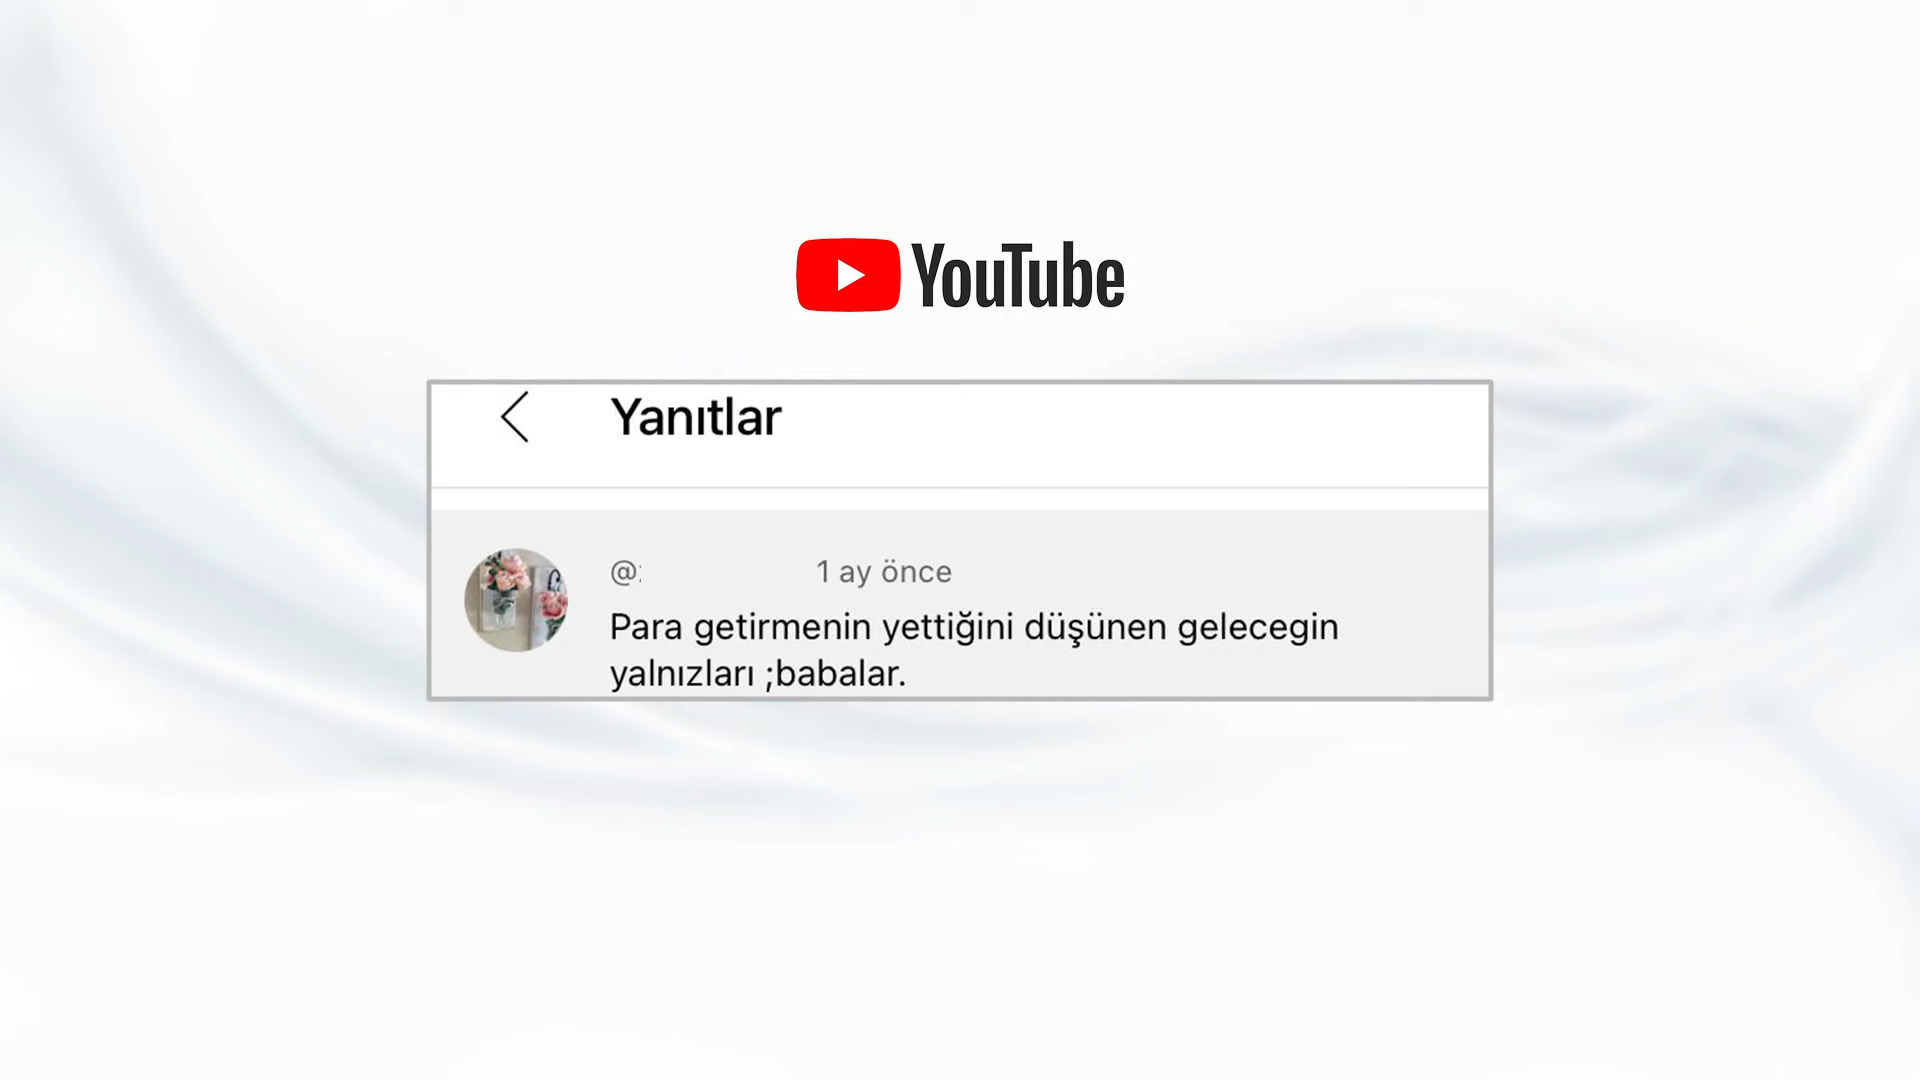 YouTube
Yanıtlar
@ 1 ay önce
Para getirmenin yettiğini düşünen gelecegin
yalnızları ;babalar.